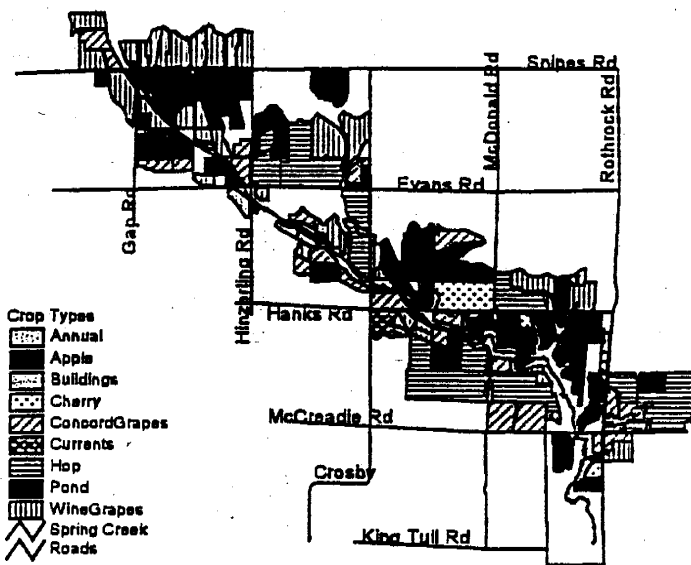 Snipes Rd
McDonald Rd
Rothrock Rd
Evans Rd
Gap Rd
Hinzerling Rd
Hanks Rd
Crop Types
Annual
Apple
Buildings
Cherry
ConcordGrapes
Currents
Hop
Pond
WineGrapes
Spring Creek
Roads
McCreadie Rd
Crosby
King Tull Rd